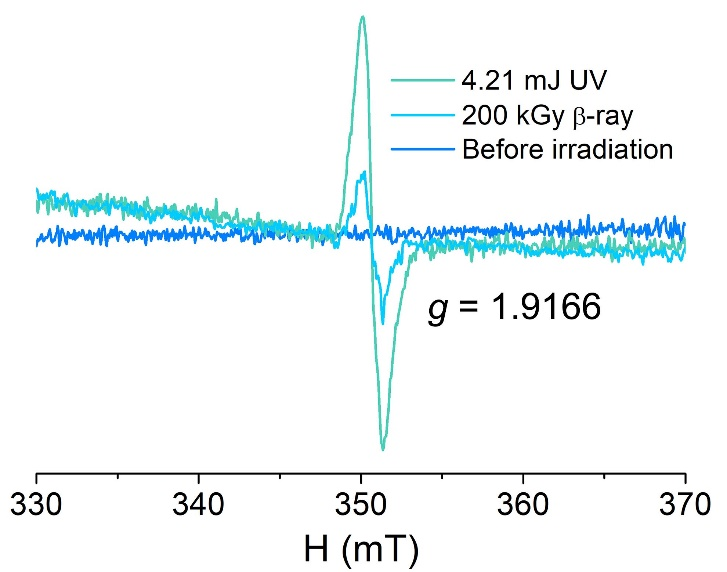 4.21 mJ UV
200 kGy β-ray
Before irradiation
g = 1.9166
330 340 350 360 370
H (mT)